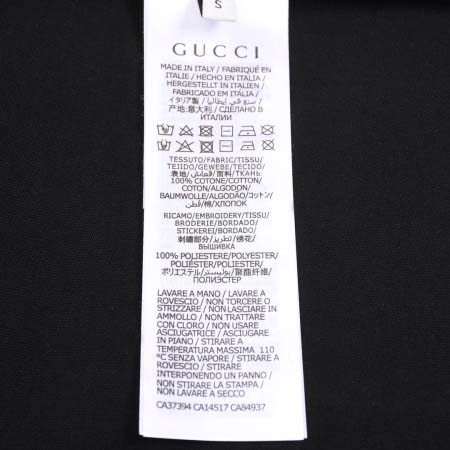 2
GUCCI
MADE IN ITALY / FABRIQUÉ EN
ITALIE / HECHO EN ITALIA /
HERGESTELLT IN ITALIEN /
FABRICADO EM ITÁLIA /
イタリア製 / صنع في إيطاليا /
产地:意大利 / СДЕЛАНО В
ИТАЛИИ
TESSUTO/FABRIC/TISSU/
TEJIDO/GEWEBE/TECIDO/
表地/قماش/面料/ТКАНЬ
100% COTONE/COTTON/
COTON/ALGODON/
BAUMWOLLE/ALGODÃO/コットン/
قطن/棉/ХЛОПОК
RICAMO/EMBROIDERY/TISSU/
BRODERIE/BORDADO/
STICKEREI/BORDADO/
刺繍部分/تطريز/绣花/
ВЫШИВКА
100% POLIESTERE/POLYESTER/
POLIÉSTER/POLIESTER/
ポリエステル/بوليستر/聚酯纤维/
ПОЛИЭСТЕР
LAVARE A MANO / LAVARE A
ROVESCIO / NON TORCERE O
STRIZZARE / NON LASCIARE IN
AMMOLLO / NON TRATTARE
CON CLORO / NON USARE
ASCIUGATRICE / ASCIUGARE
IN PIANO / STIRARE A
TEMPERATURA MASSIMA 110
°C SENZA VAPORE / STIRARE A
ROVESCIO / STIRARE
INTERPONENDO UN PANNO /
NON STIRARE LA STAMPA /
NON LAVARE A SECCO
CA37394 CA14517 CA84937